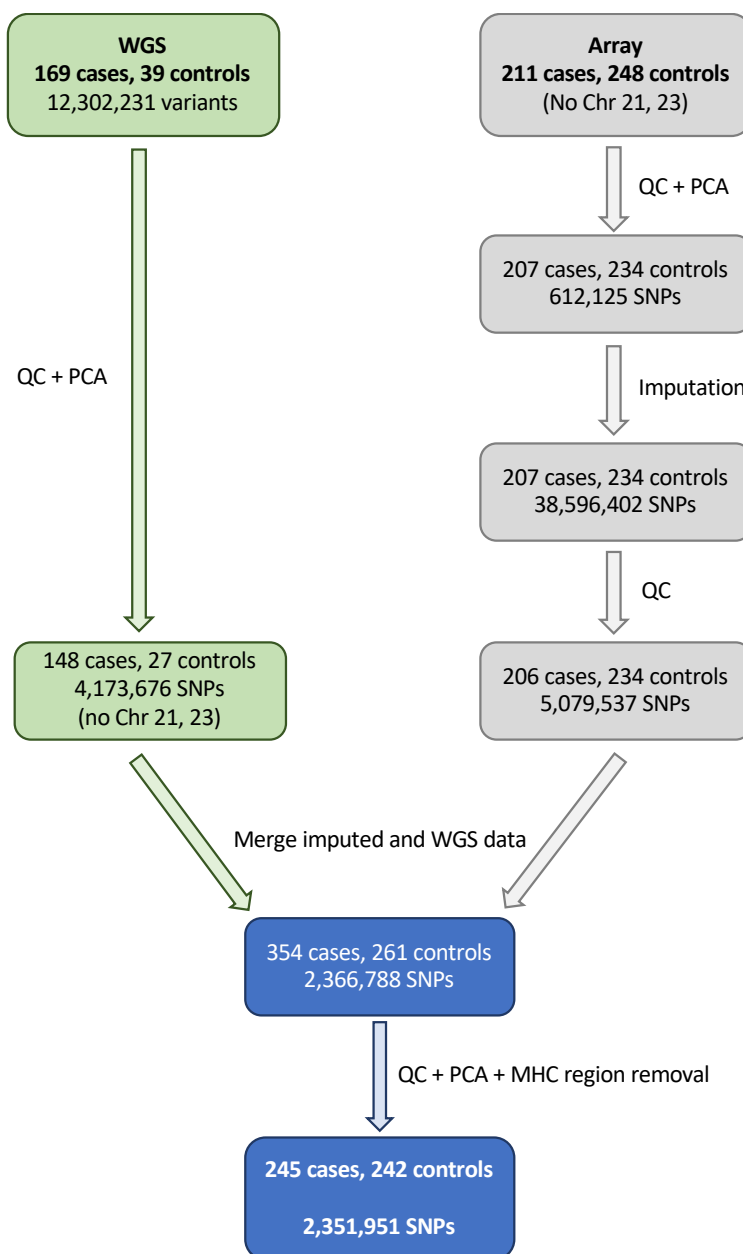 WGS
169 cases, 39 controls
12,302,231 variants
Array
211 cases, 248 controls
(No Chr 21, 23)
QC + PCA
207 cases, 234 controls
612,125 SNPs
QC + PCA
Imputation
207 cases, 234 controls
38,596,402 SNPs
QC
148 cases, 27 controls
4,173,676 SNPs
(no Chr 21, 23)
206 cases, 234 controls
5,079,537 SNPs
Merge imputed and WGS data
354 cases, 261 controls
2,366,788 SNPs
QC + PCA + MHC region removal
245 cases, 242 controls
2,351,951 SNPs